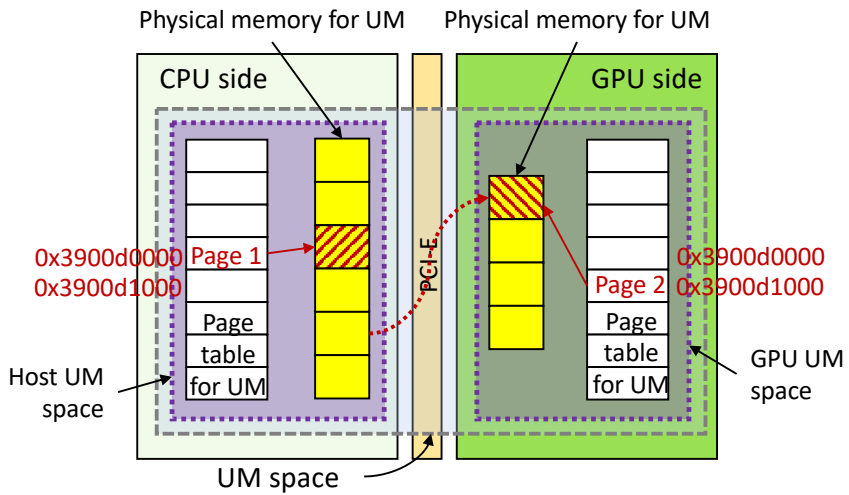 Physical memory for UM
Physical memory for UM
CPU side
GPU side
PCI-E
0x3900d0000
Page 1
0x3900d1000
0x3900d0000
Page 2
0x3900d1000
Page
table
for UM
Page
table
for UM
Host UM
space
GPU UM
space
UM space